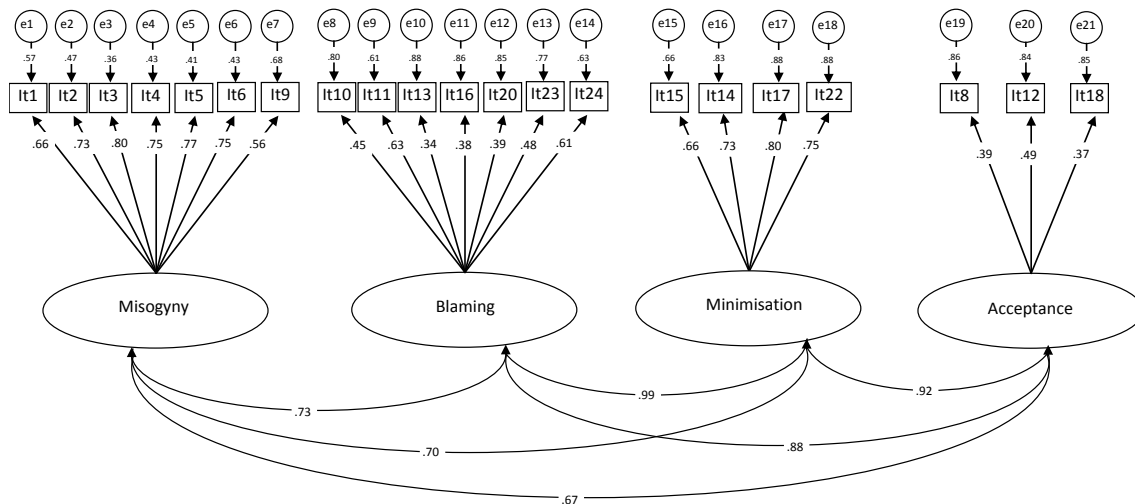 e1 e2 e3 e4 e5 e6 e7 e8 e9 e10 e11 e12 e13 e14 e15 e16 e17 e18 e19 e20 e21
.57 .47 .36 .43 .41 .43 .68 .80 .61 .88 .86 .85 .77 .63 .66 .83 .88 .88 .86 .84 .85
It1 It2 It3 It4 It5 It6 It9 It10 It11 It13 It16 It20 It23 It24 It15 It14 It17 It22 It8 It12 It18
.66 .73 .80 .75 .77 .75 .56 .45 .63 .34 .38 .39 .48 .61 .66 .73 .80 .75 .39 .49 .37
Misogyny Blaming Minimisation Acceptance
.73 .99 .92
.70 .88
.67